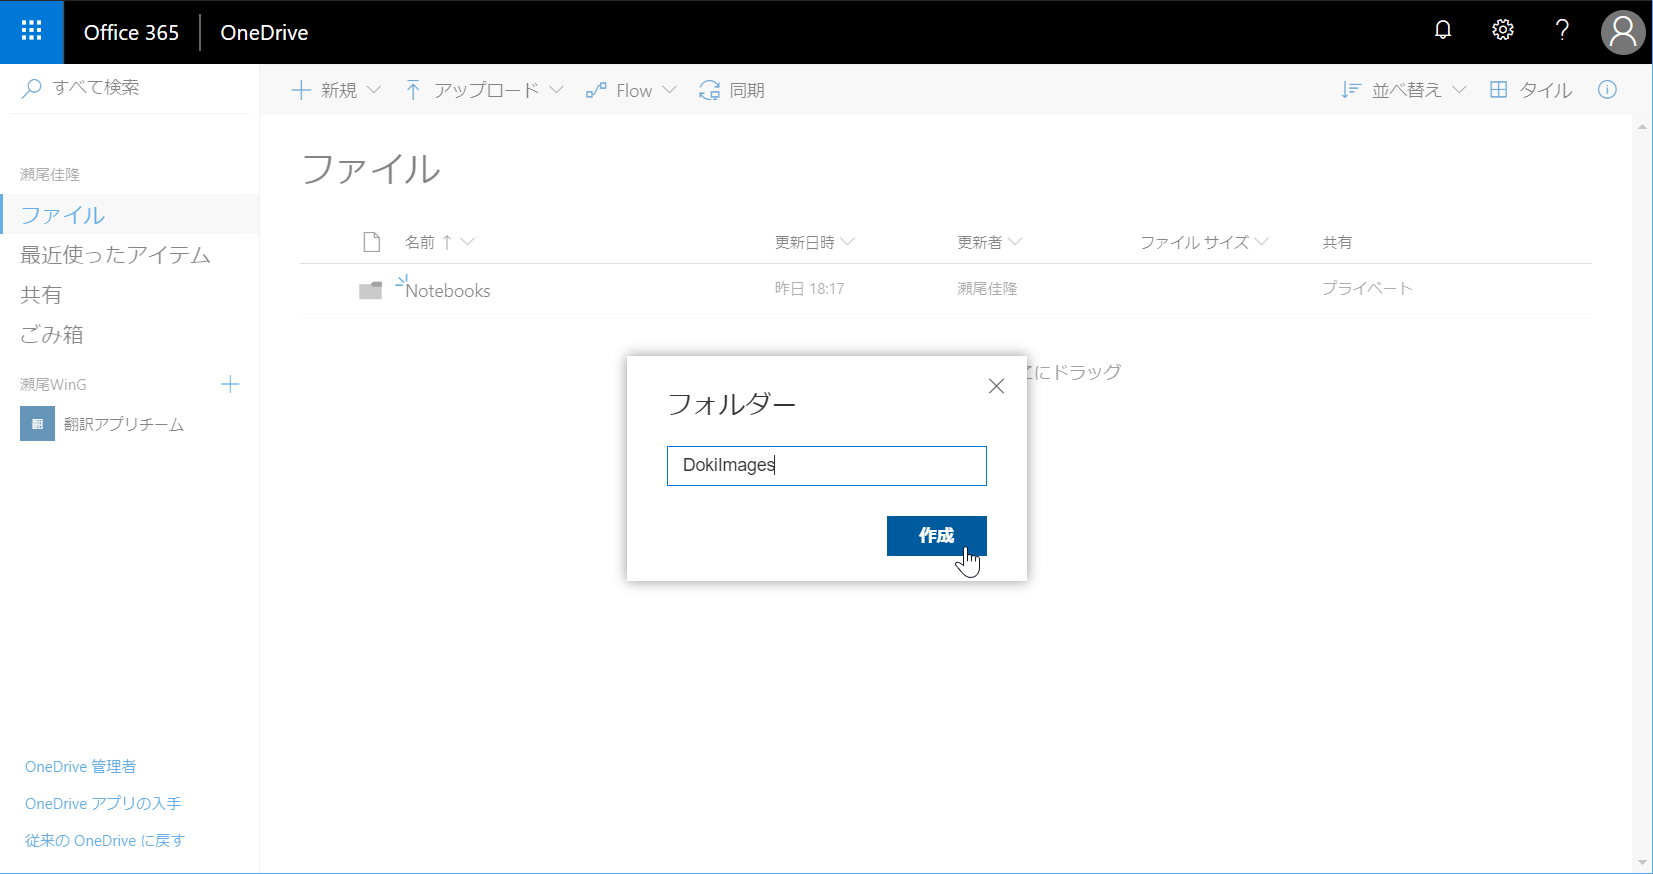 Office 365 OneDrive ?
すべて検索
新規 アップロード Flow 同期 並べ替え タイル
瀬尾佳隆
ファイル
最近使ったアイテム
共有
ごみ箱
瀬尾WinG
翻 翻訳アプリチーム
OneDrive 管理者
OneDrive アプリの入手
従来の OneDrive に戻す
ファイル
名前 ↑ 更新日時 更新者 ファイル サイズ 共有
Notebooks 昨日 18:17 瀬尾佳隆 プライベート
にドラッグ
フォルダー
DokiImages
作成